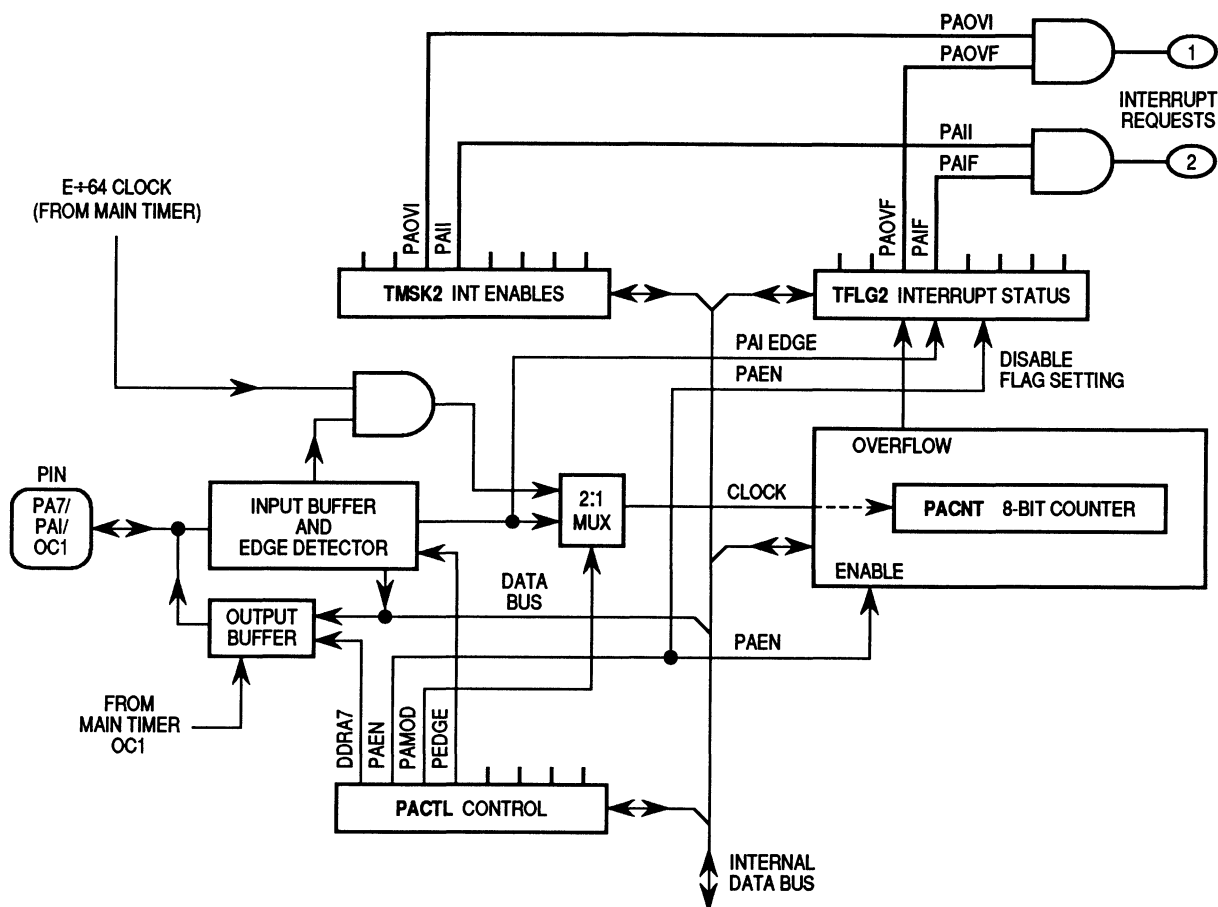 PAOVI
PAOVF
1
INTERRUPT
REQUESTS
PAII
PAIF
2
E÷64 CLOCK
(FROM MAIN TIMER)
PAOVI
PAII
PAOVF
PAIF
TMSK2 INT ENABLES
TFLG2 INTERRUPT STATUS
PAI EDGE
PAEN
DISABLE
FLAG SETTING
OVERFLOW
PIN
PA7/
PAI/
OC1
INPUT BUFFER
AND
EDGE DETECTOR
2:1
MUX
CLOCK
PACNT 8-BIT COUNTER
ENABLE
DATA
BUS
OUTPUT
BUFFER
PAEN
FROM
MAIN TIMER
OC1
DDRA7
PAEN
PAMOD
PEDGE
PACTL CONTROL
INTERNAL
DATA BUS